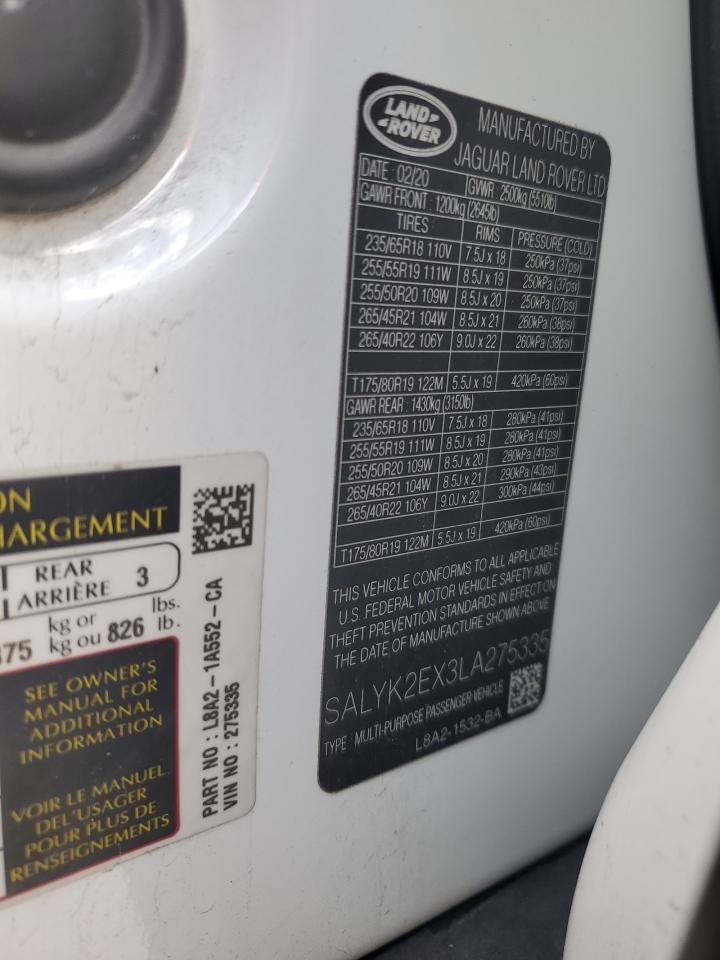 LAND-
-ROVER
MANUFACTURED BY
JAGUAR LAND ROVER LTD
DATE : 02/20 GVWR : 2500kg (5510lb)
GAWR FRONT : 1200kg (2645lb)
TIRES RIMS PRESSURE (COLD)
235/65R18 110V 7.5J x 18 250kPa (37psi)
255/55R19 111W 8.5J x 19 250kPa (37psi)
255/50R20 109W 8.5J x 20 250kPa (37psi)
265/45R21 104W 8.5J x 21 260kPa (38psi)
265/40R22 106Y 9.0J x 22 260kPa (38psi)
T175/80R19 122M 5.5J x 19 420kPa (60psi)
GAWR REAR : 1430kg (3150lb)
235/65R18 110V 7.5J x 18 280kPa (41psi)
255/55R19 111W 8.5J x 19 280kPa (41psi)
255/50R20 109W 8.5J x 20 280kPa (41psi)
265/45R21 104W 8.5J x 21 290kPa (43psi)
265/40R22 106Y 9.0J x 22 300kPa (44psi)
T175/80R19 122M 5.5J x 19 420kPa (60psi)
THIS VEHICLE CONFORMS TO ALL APPLICABLE
U.S. FEDERAL MOTOR VEHICLE SAFETY AND
THEFT PREVENTION STANDARDS IN EFFECT ON
THE DATE OF MANUFACTURE SHOWN ABOVE
SALYK2EX3LA275335
TYPE : MULTI-PURPOSE PASSENGER VEHICLE
L8A2-1532-BA
ON
HARGEMENT
REAR
ARRIÈRE 3
375 kg or
kg ou 826 lbs.
lb.
SEE OWNER'S
MANUAL FOR
ADDITIONAL
INFORMATION
VOIR LE MANUEL
DEL'USAGER
POUR PLUS DE
RENSEIGNEMENTS
PART NO : L8A2-1A552-CA
VIN NO : 275335